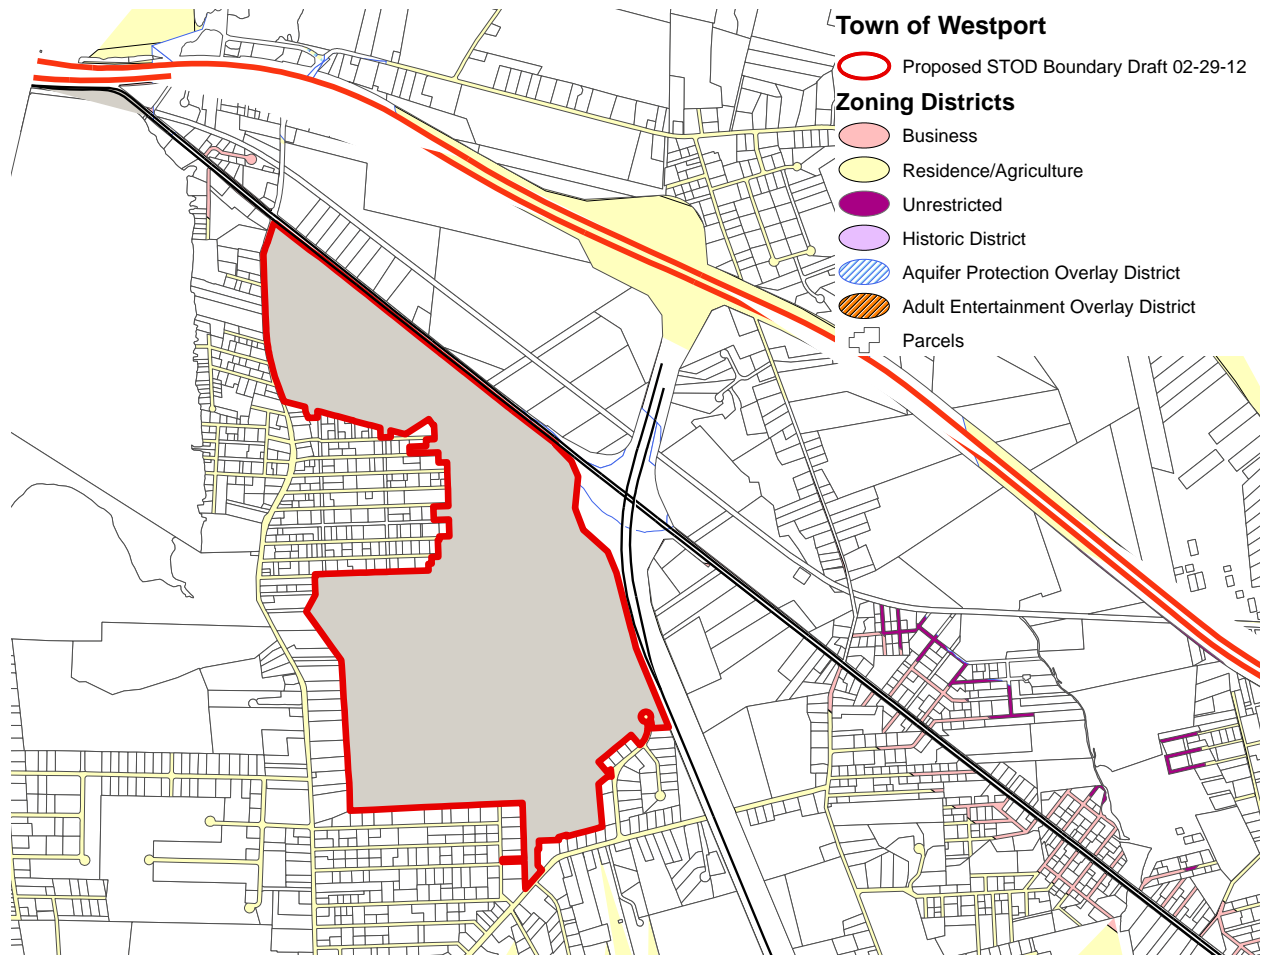 Town of Westport
Proposed STOD Boundary Draft 02-29-12
Zoning Districts
Business
Residence/Agriculture
Unrestricted
Historic District
Aquifer Protection Overlay District
Adult Entertainment Overlay District
Parcels